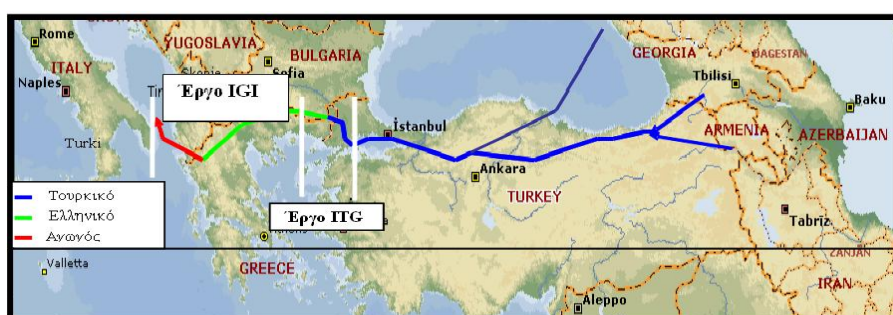 Rome
YUGOSLAVIA
BULGARIA
GEORGIA
DAGESTAN
ITALY
Sofia
Tbilisi
Naples
Έργο IGI
Baku
İstanbul
ARMENIA
AZERBAIJAN
Turki
Ankara
TURKEY
Τουρκικό
Ελληνικό
Αγωγός
Έργο ITG
Tabriz
Valletta
GREECE
ZANJAN
IRAN
Aleppo